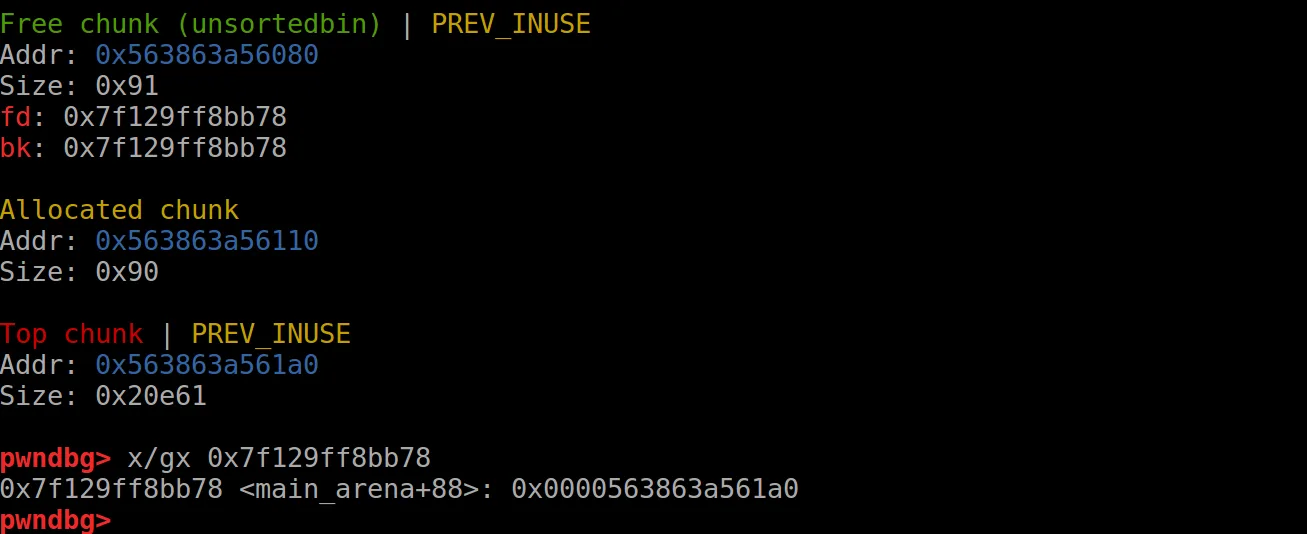 Free chunk (unsortedbin) | PREV_INUSE
Addr: 0x563863a56080
Size: 0x91
fd: 0x7f129ff8bb78
bk: 0x7f129ff8bb78
Allocated chunk
Addr: 0x563863a56110
Size: 0x90
Top chunk | PREV_INUSE
Addr: 0x563863a561a0
Size: 0x20e61
pwndbg> x/gx 0x7f129ff8bb78
0x7f129ff8bb78 <main_arena+88>: 0x0000563863a561a0
pwndbg>